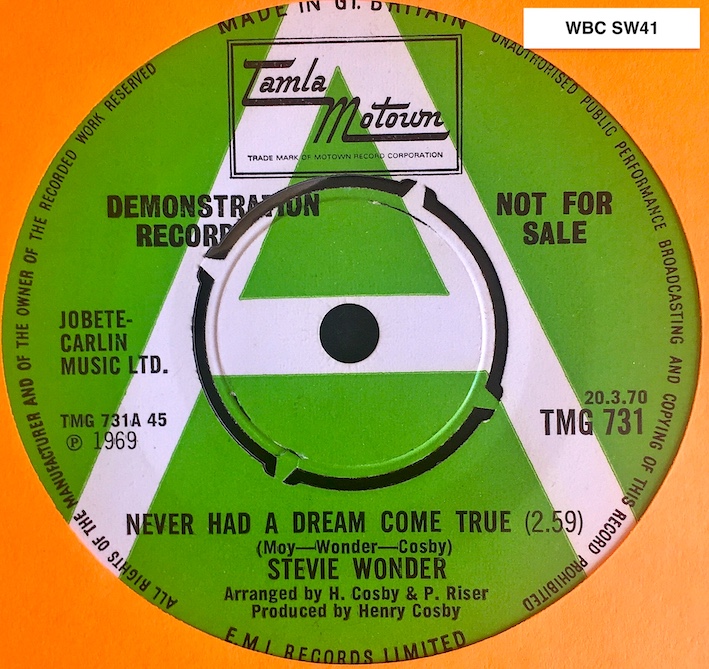 WBC SW41
MADE IN GT. BRITAIN
UNAUTHORISED PUBLIC PERFORMANCE BROADCASTING AND COPYING OF THIS RECORD PROHIBITED
ALL RIGHTS OF THE MANUFACTURER AND OF THE OWNER OF THE RECORDED WORK RESERVED
Tamla
Motown
TRADE MARK OF MOTOWN RECORD CORPORATION
A
DEMONSTRATION
RECORD
NOT FOR
SALE
JOBETE-
CARLIN
MUSIC LTD.
TMG 731A 45
℗ 1969
20.3.70
TMG 731
NEVER HAD A DREAM COME TRUE (2.59)
(Moy—Wonder—Cosby)
STEVIE WONDER
Arranged by H. Cosby & P. Riser
Produced by Henry Cosby
E.M.I. RECORDS LIMITED